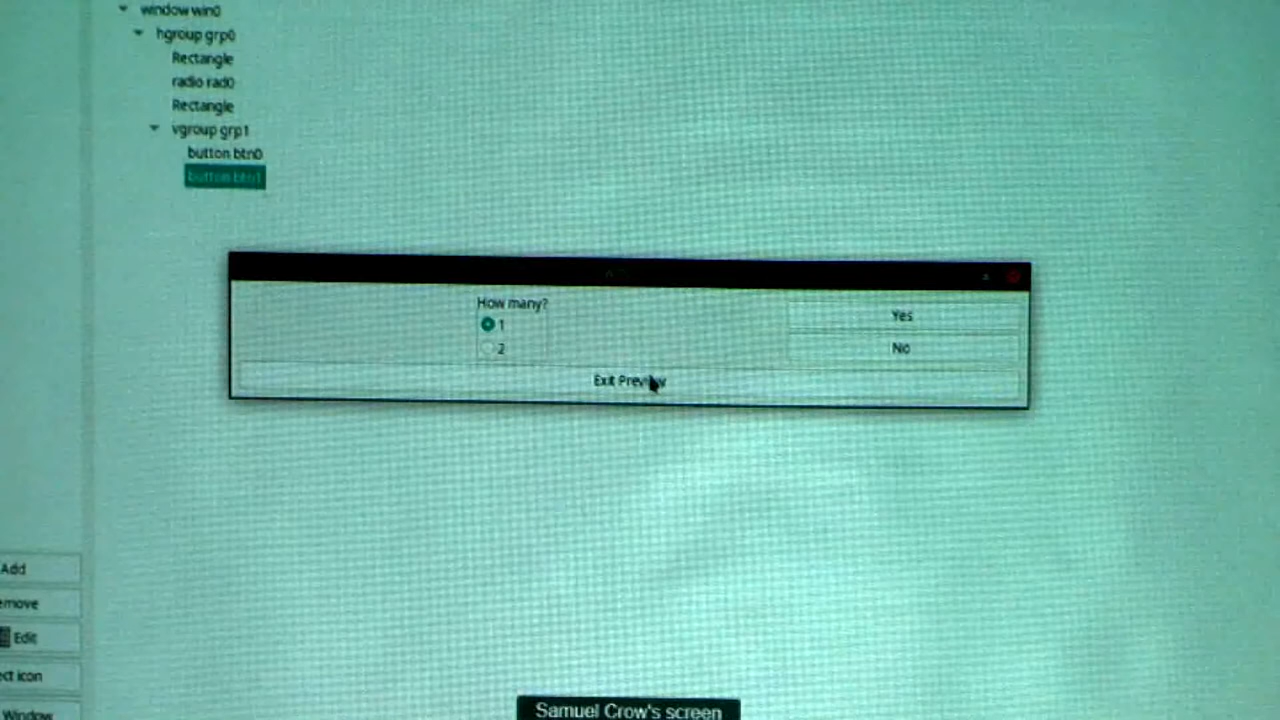 window win0
hgroup grp0
Rectangle
radio rad0
Rectangle
vgroup grp1
button btn0
button btn1
How many?
1
2
Yes
No
Exit Preview
Add
emove
Edit
ect icon
Window
Samuel Crow's screen